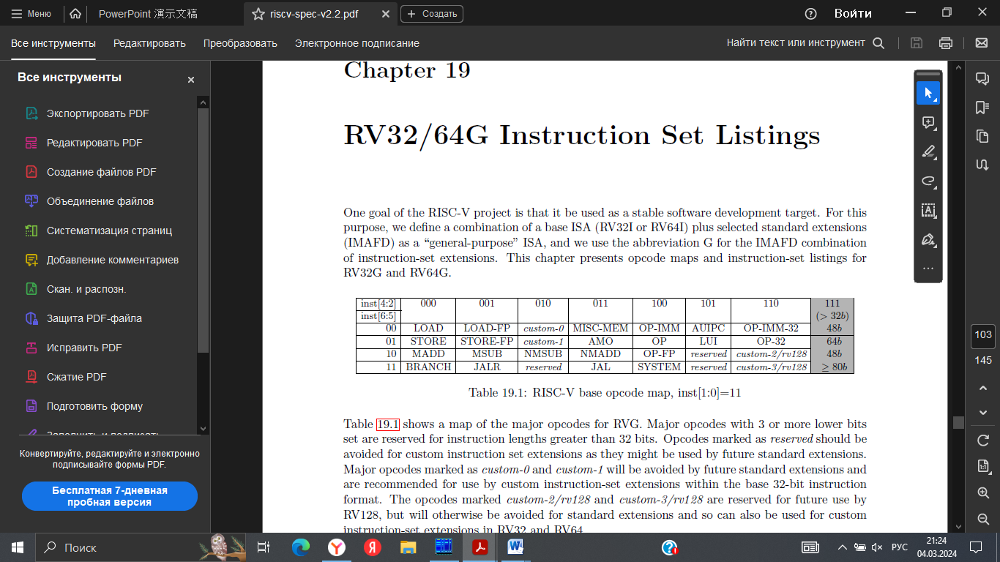 Меню
PowerPoint 演示文稿
riscv-spec-v2.2.pdf
Создать
Войти
Все инструменты
Редактировать
Преобразовать
Электронное подписание
Найти текст или инструмент
Все инструменты
Экспортировать PDF
Редактировать PDF
Создание файлов PDF
Объединение файлов
Систематизация страниц
Добавление комментариев
Скан. и распозн.
Защита PDF-файла
Исправить PDF
Сжатие PDF
Подготовить форму
Заполнить и подписать
Конвертируйте, редактируйте и электронно
подписывайте формы PDF.
Бесплатная 7-дневная
пробная версия
Chapter 19
RV32/64G Instruction Set Listings
One goal of the RISC-V project is that it be used as a stable software development target. For this
purpose, we define a combination of a base ISA (RV32I or RV64I) plus selected standard extensions
(IMAFD) as a “general-purpose” ISA, and we use the abbreviation G for the IMAFD combination
of instruction-set extensions. This chapter presents opcode maps and instruction-set listings for
RV32G and RV64G.
inst[4:2] 000 001 010 011 100 101 110 111
inst[6:5] (> 32b)
00 LOAD LOAD-FP custom-0 MISC-MEM OP-IMM AUIPC OP-IMM-32 48b
01 STORE STORE-FP custom-1 AMO OP LUI OP-32 64b
10 MADD MSUB NMSUB NMADD OP-FP reserved custom-2/rv128 48b
11 BRANCH JALR reserved JAL SYSTEM reserved custom-3/rv128 ≥ 80b
Table 19.1: RISC-V base opcode map, inst[1:0]=11
Table 19.1 shows a map of the major opcodes for RVG. Major opcodes with 3 or more lower bits
set are reserved for instruction lengths greater than 32 bits. Opcodes marked as reserved should be
avoided for custom instruction set extensions as they might be used by future standard extensions.
Major opcodes marked as custom-0 and custom-1 will be avoided by future standard extensions and
are recommended for use by custom instruction-set extensions within the base 32-bit instruction
format. The opcodes marked custom-2/rv128 and custom-3/rv128 are reserved for future use by
RV128, but will otherwise be avoided for standard extensions and so can also be used for custom
instruction-set extensions in RV32 and RV64.
103
145
1:1
Поиск
РУС
21:24
04.03.2024